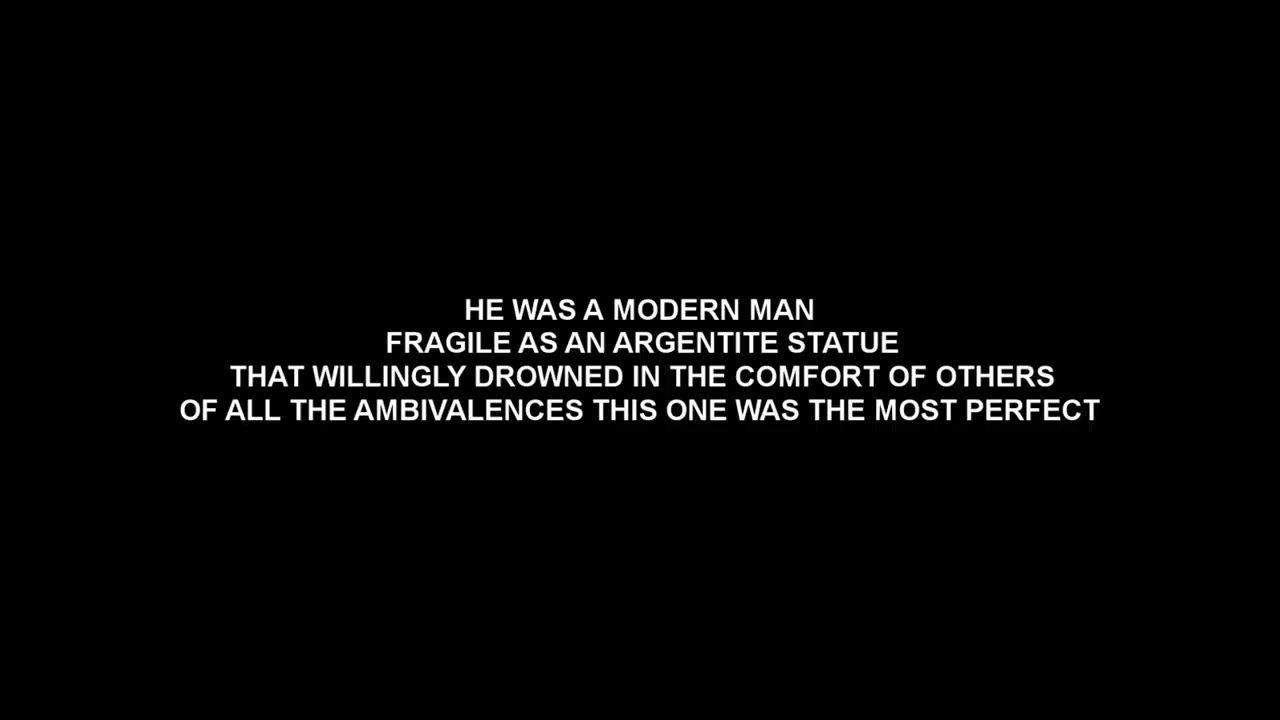 HE WAS A MODERN MAN
FRAGILE AS AN ARGENTITE STATUE
THAT WILLINGLY DROWNED IN THE COMFORT OF OTHERS
OF ALL THE AMBIVALENCES THIS ONE WAS THE MOST PERFECT